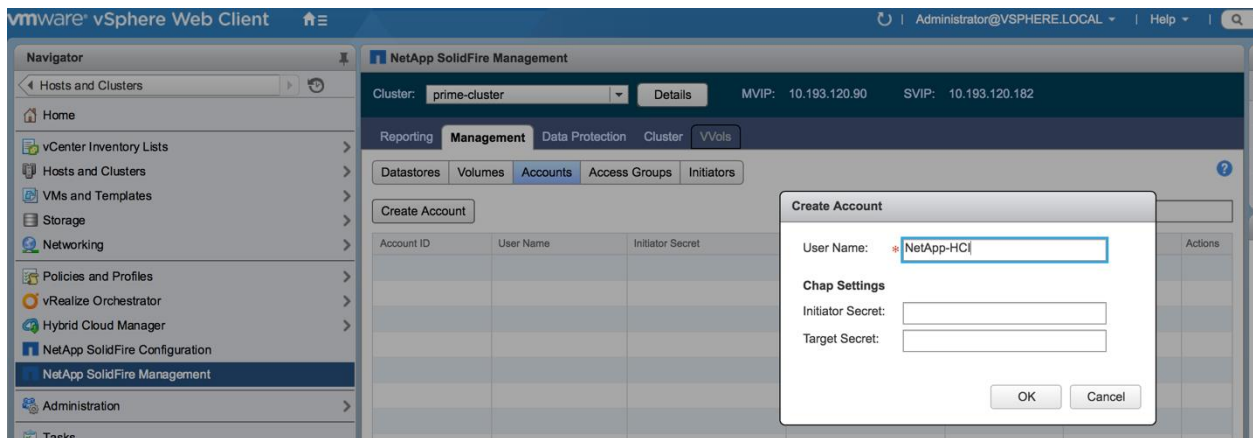 vmware® vSphere Web Client
Administrator@VSPHERE.LOCAL | Help
Navigator
Hosts and Clusters
Home
vCenter Inventory Lists
Hosts and Clusters
VMs and Templates
Storage
Networking
Policies and Profiles
vRealize Orchestrator
Hybrid Cloud Manager
NetApp SolidFire Configuration
NetApp SolidFire Management
Administration
Tasks
NetApp SolidFire Management
Cluster: prime-cluster Details MVIP: 10.193.120.90 SVIP: 10.193.120.182
Reporting Management Data Protection Cluster VVols
Datastores Volumes Accounts Access Groups Initiators
Create Account
Account ID User Name Initiator Secret Actions
Create Account
User Name: * NetApp-HCI
Chap Settings
Initiator Secret:
Target Secret:
OK Cancel